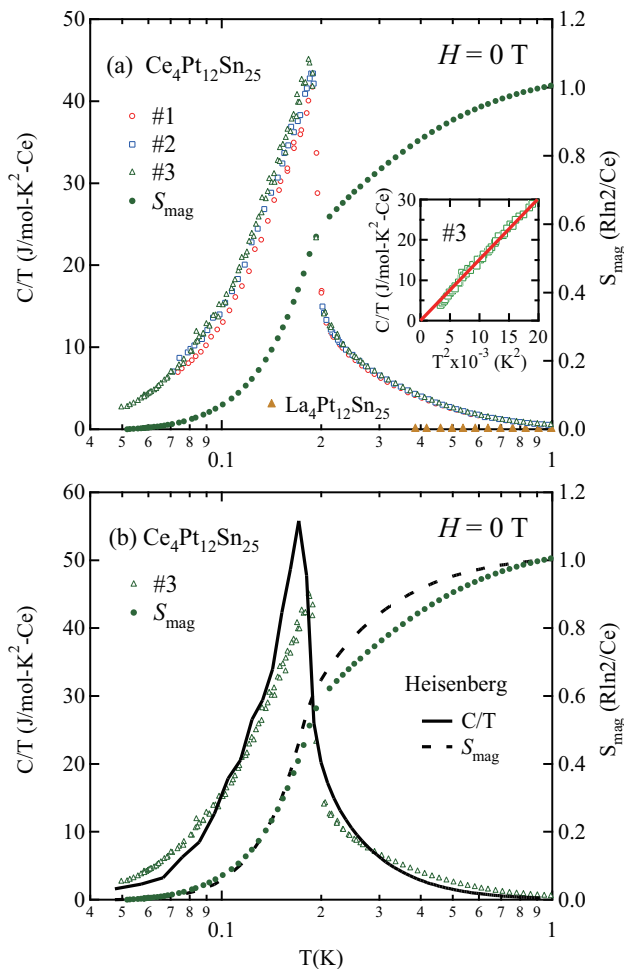 50
40
30
20
10
0
C/T (J/mol-K²-Ce)
(a) Ce₄Pt₁₂Sn₂₅
H = 0 T
#1
#2
#3
S_mag
1.2
1.0
0.8
0.6
0.4
0.2
0.0
S_mag (Rln2/Ce)
30
20
10
0
C/T (J/mol-K²-Ce)
#3
0 5 10 15 20
T²x10⁻³ (K²)
La₄Pt₁₂Sn₂₅
4 5 6 7 8 9 2 3 4 5 6 7 8 9
0.1 1
60
50
40
30
20
10
0
C/T (J/mol-K²-Ce)
(b) Ce₄Pt₁₂Sn₂₅
H = 0 T
#3
S_mag
Heisenberg
C/T
S_mag
1.2
1.0
0.8
0.6
0.4
0.2
0.0
S_mag (Rln2/Ce)
4 5 6 7 8 9 2 3 4 5 6 7 8 9
0.1 1
T(K)